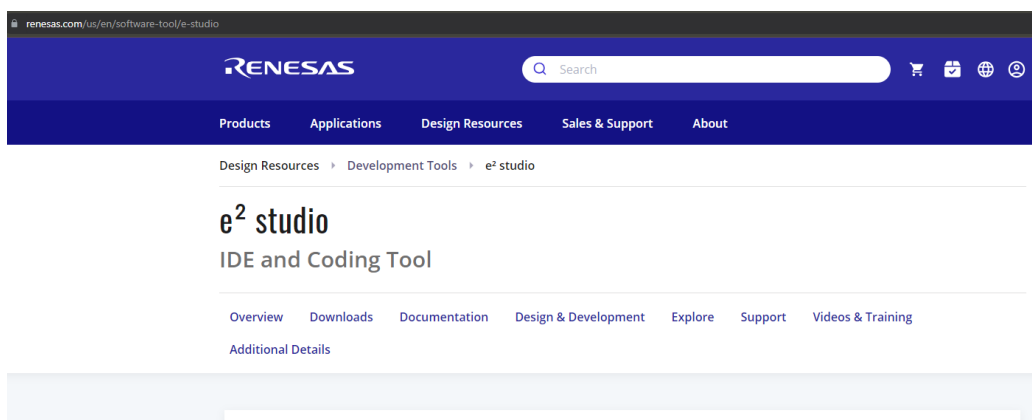 renesas.com/us/en/software-tool/e-studio
RENESAS
Search
Products Applications Design Resources Sales & Support About
Design Resources Development Tools e² studio
e² studio
IDE and Coding Tool
Overview Downloads Documentation Design & Development Explore Support Videos & Training
Additional Details